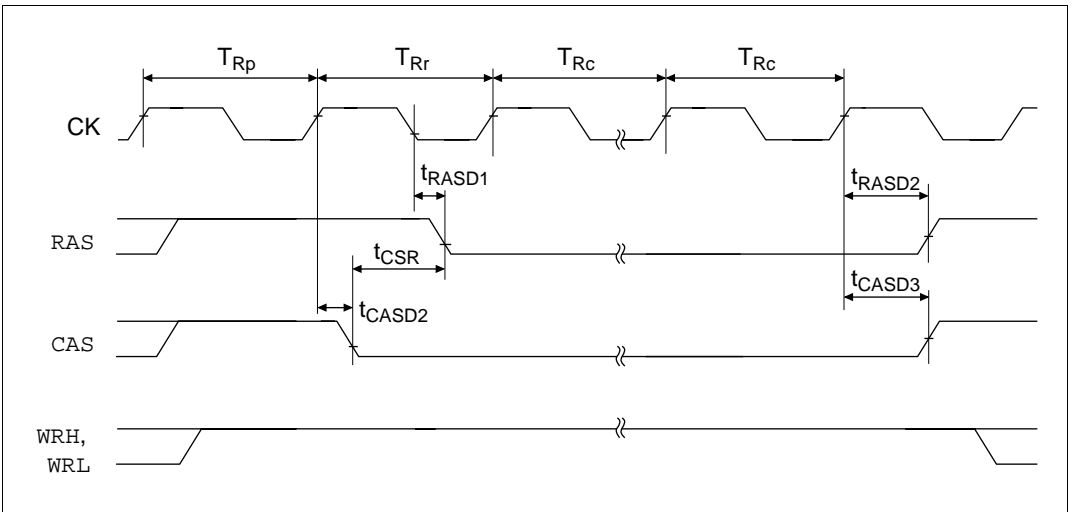 TRp TRr TRc TRc
CK
tRASD1 tRASD2
RAS
tCSR
tCASD3
tCASD2
CAS
WRH,
WRL